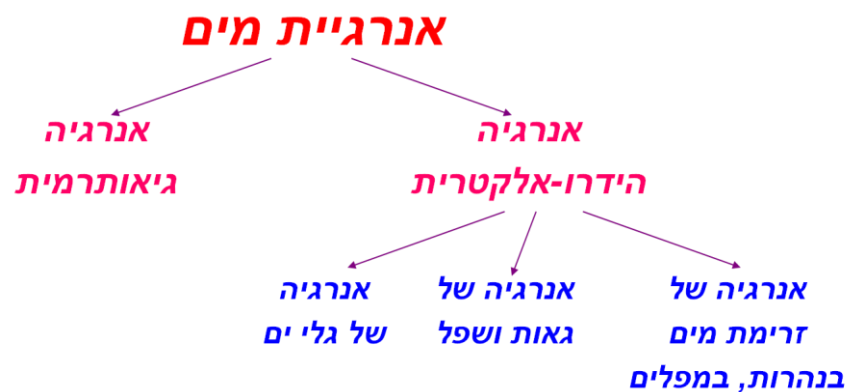 אנרגיית מים
אנרגיה
הידרו-אלקטרית
אנרגיה
גיאותרמית
אנרגיה של
זרימת מים
בנהרות, במפלים
אנרגיה של
גאות ושפל
אנרגיה
של גלי ים